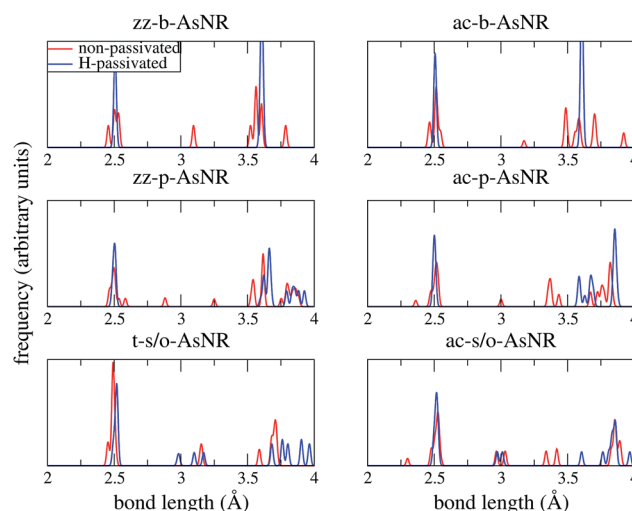 zz-b-AsNR
ac-b-AsNR
non-passivated
H-passivated
2 2.5 3 3.5 4
2 2.5 3 3.5 4
zz-p-AsNR
ac-p-AsNR
2 2.5 3 3.5 4
2 2.5 3 3.5 4
t-s/o-AsNR
ac-s/o-AsNR
2 2.5 3 3.5 4
2 2.5 3 3.5 4
bond length (Å)
bond length (Å)
frequency (arbitrary units)